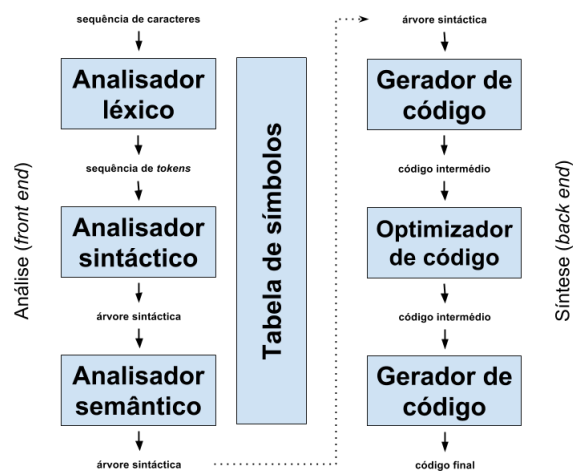 sequência de caracteres
Analisador
léxico
sequência de tokens
Analisador
sintáctico
árvore sintáctica
Analisador
semântico
árvore sintáctica
Análise (front end)
Tabela de símbolos
árvore sintáctica
Gerador de
código
código intermédio
Optimizador
de código
código intermédio
Gerador de
código
código final
Síntese (back end)